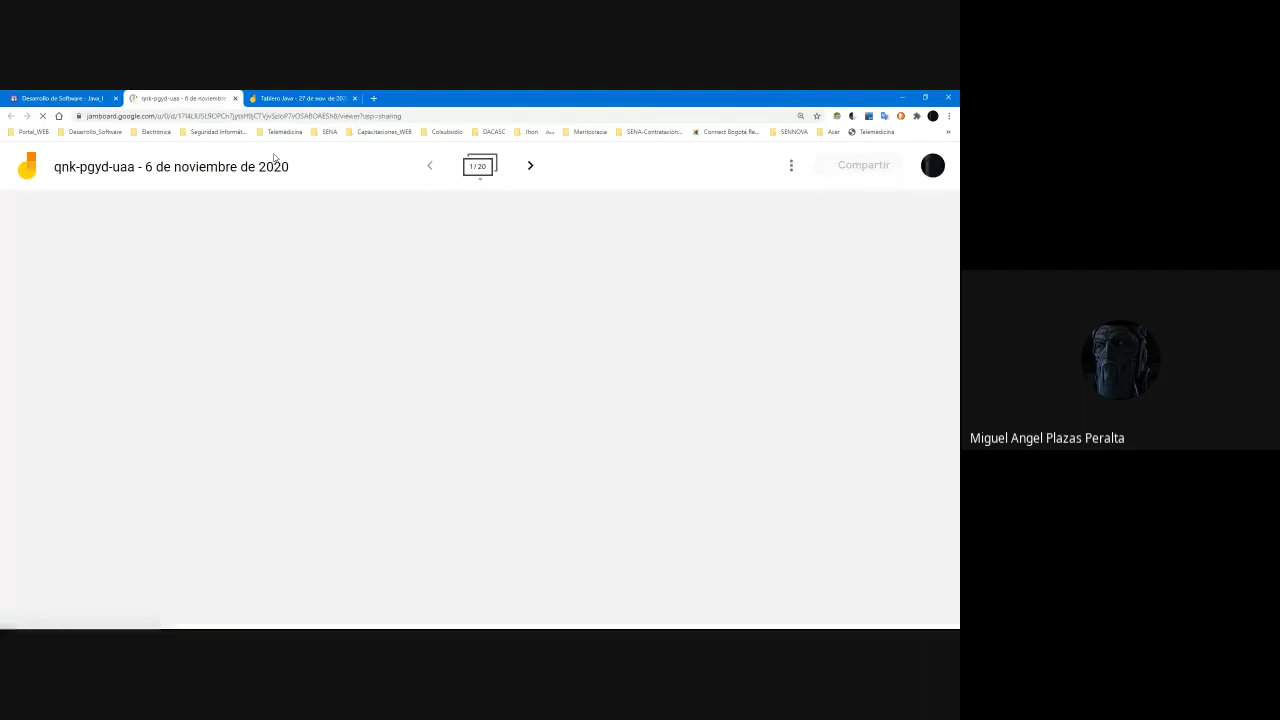 Desarrollo de Software - Java_I
qnk-pgyd-uaa - 6 de noviembre
Tablero Java - 27 de nov. de 202
Portal_WEB
Desarrollo_Software
Electrónica
Seguridad Informat...
Telemedicina
SENA
Capacitaciones_WEB
Colsubsidio
DACASC
Jhon
Meritocracia
SENA-Contratación...
Connect Bogotá Re...
SENNOVA
Acer
Telemedicina
»
qnk-pgyd-uaa - 6 de noviembre de 2020
1 / 20
Compartir
Miguel Angel Plazas Peralta